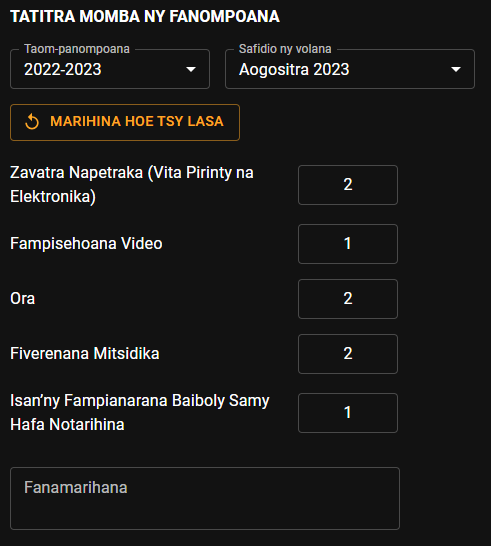 TATITRA MOMBA NY FANOMPOANA
Taom-panompoana
2022-2023
Safidio ny volana
Aogositra 2023
MARIHINA HOE TSY LASA
Zavatra Napetraka (Vita Pirinty na
Elektronika)
2
Fampisehoana Video
1
Ora
2
Fiverenana Mitsidika
2
Isan’ny Fampianarana Baiboly Samy
Hafa Notarihina
1
Fanamarihana